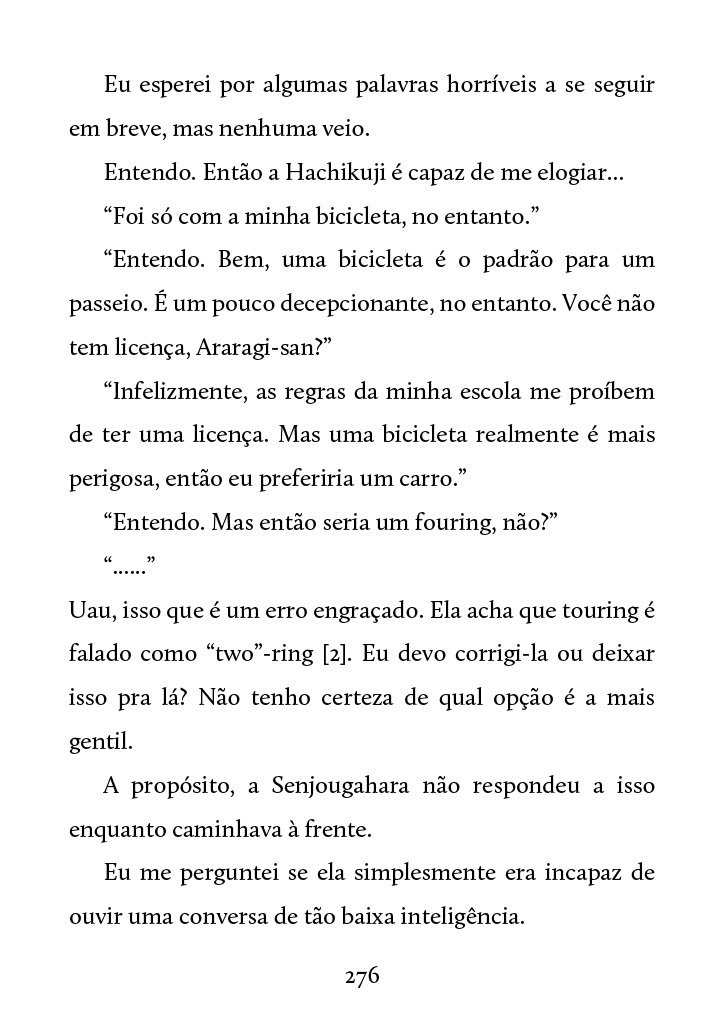 Eu esperei por algumas palavras horríveis a se seguir
em breve, mas nenhuma veio.
Entendo. Então a Hachikuji é capaz de me elogiar...
“Foi só com a minha bicicleta, no entanto.”
“Entendo. Bem, uma bicicleta é o padrão para um
passeio. É um pouco decepcionante, no entanto. Você não
tem licença, Araragi-san?”
“Infelizmente, as regras da minha escola me proíbem
de ter uma licença. Mas uma bicicleta realmente é mais
perigosa, então eu preferiria um carro.”
“Entendo. Mas então seria um fouring, não?”
“......”
Uau, isso que é um erro engraçado. Ela acha que touring é
falado como “two”-ring [2]. Eu devo corrigi-la ou deixar
isso pra lá? Não tenho certeza de qual opção é a mais
gentil.
A propósito, a Senjougahara não respondeu a isso
enquanto caminhava à frente.
Eu me perguntei se ela simplesmente era incapaz de
ouvir uma conversa de tão baixa inteligência.
276